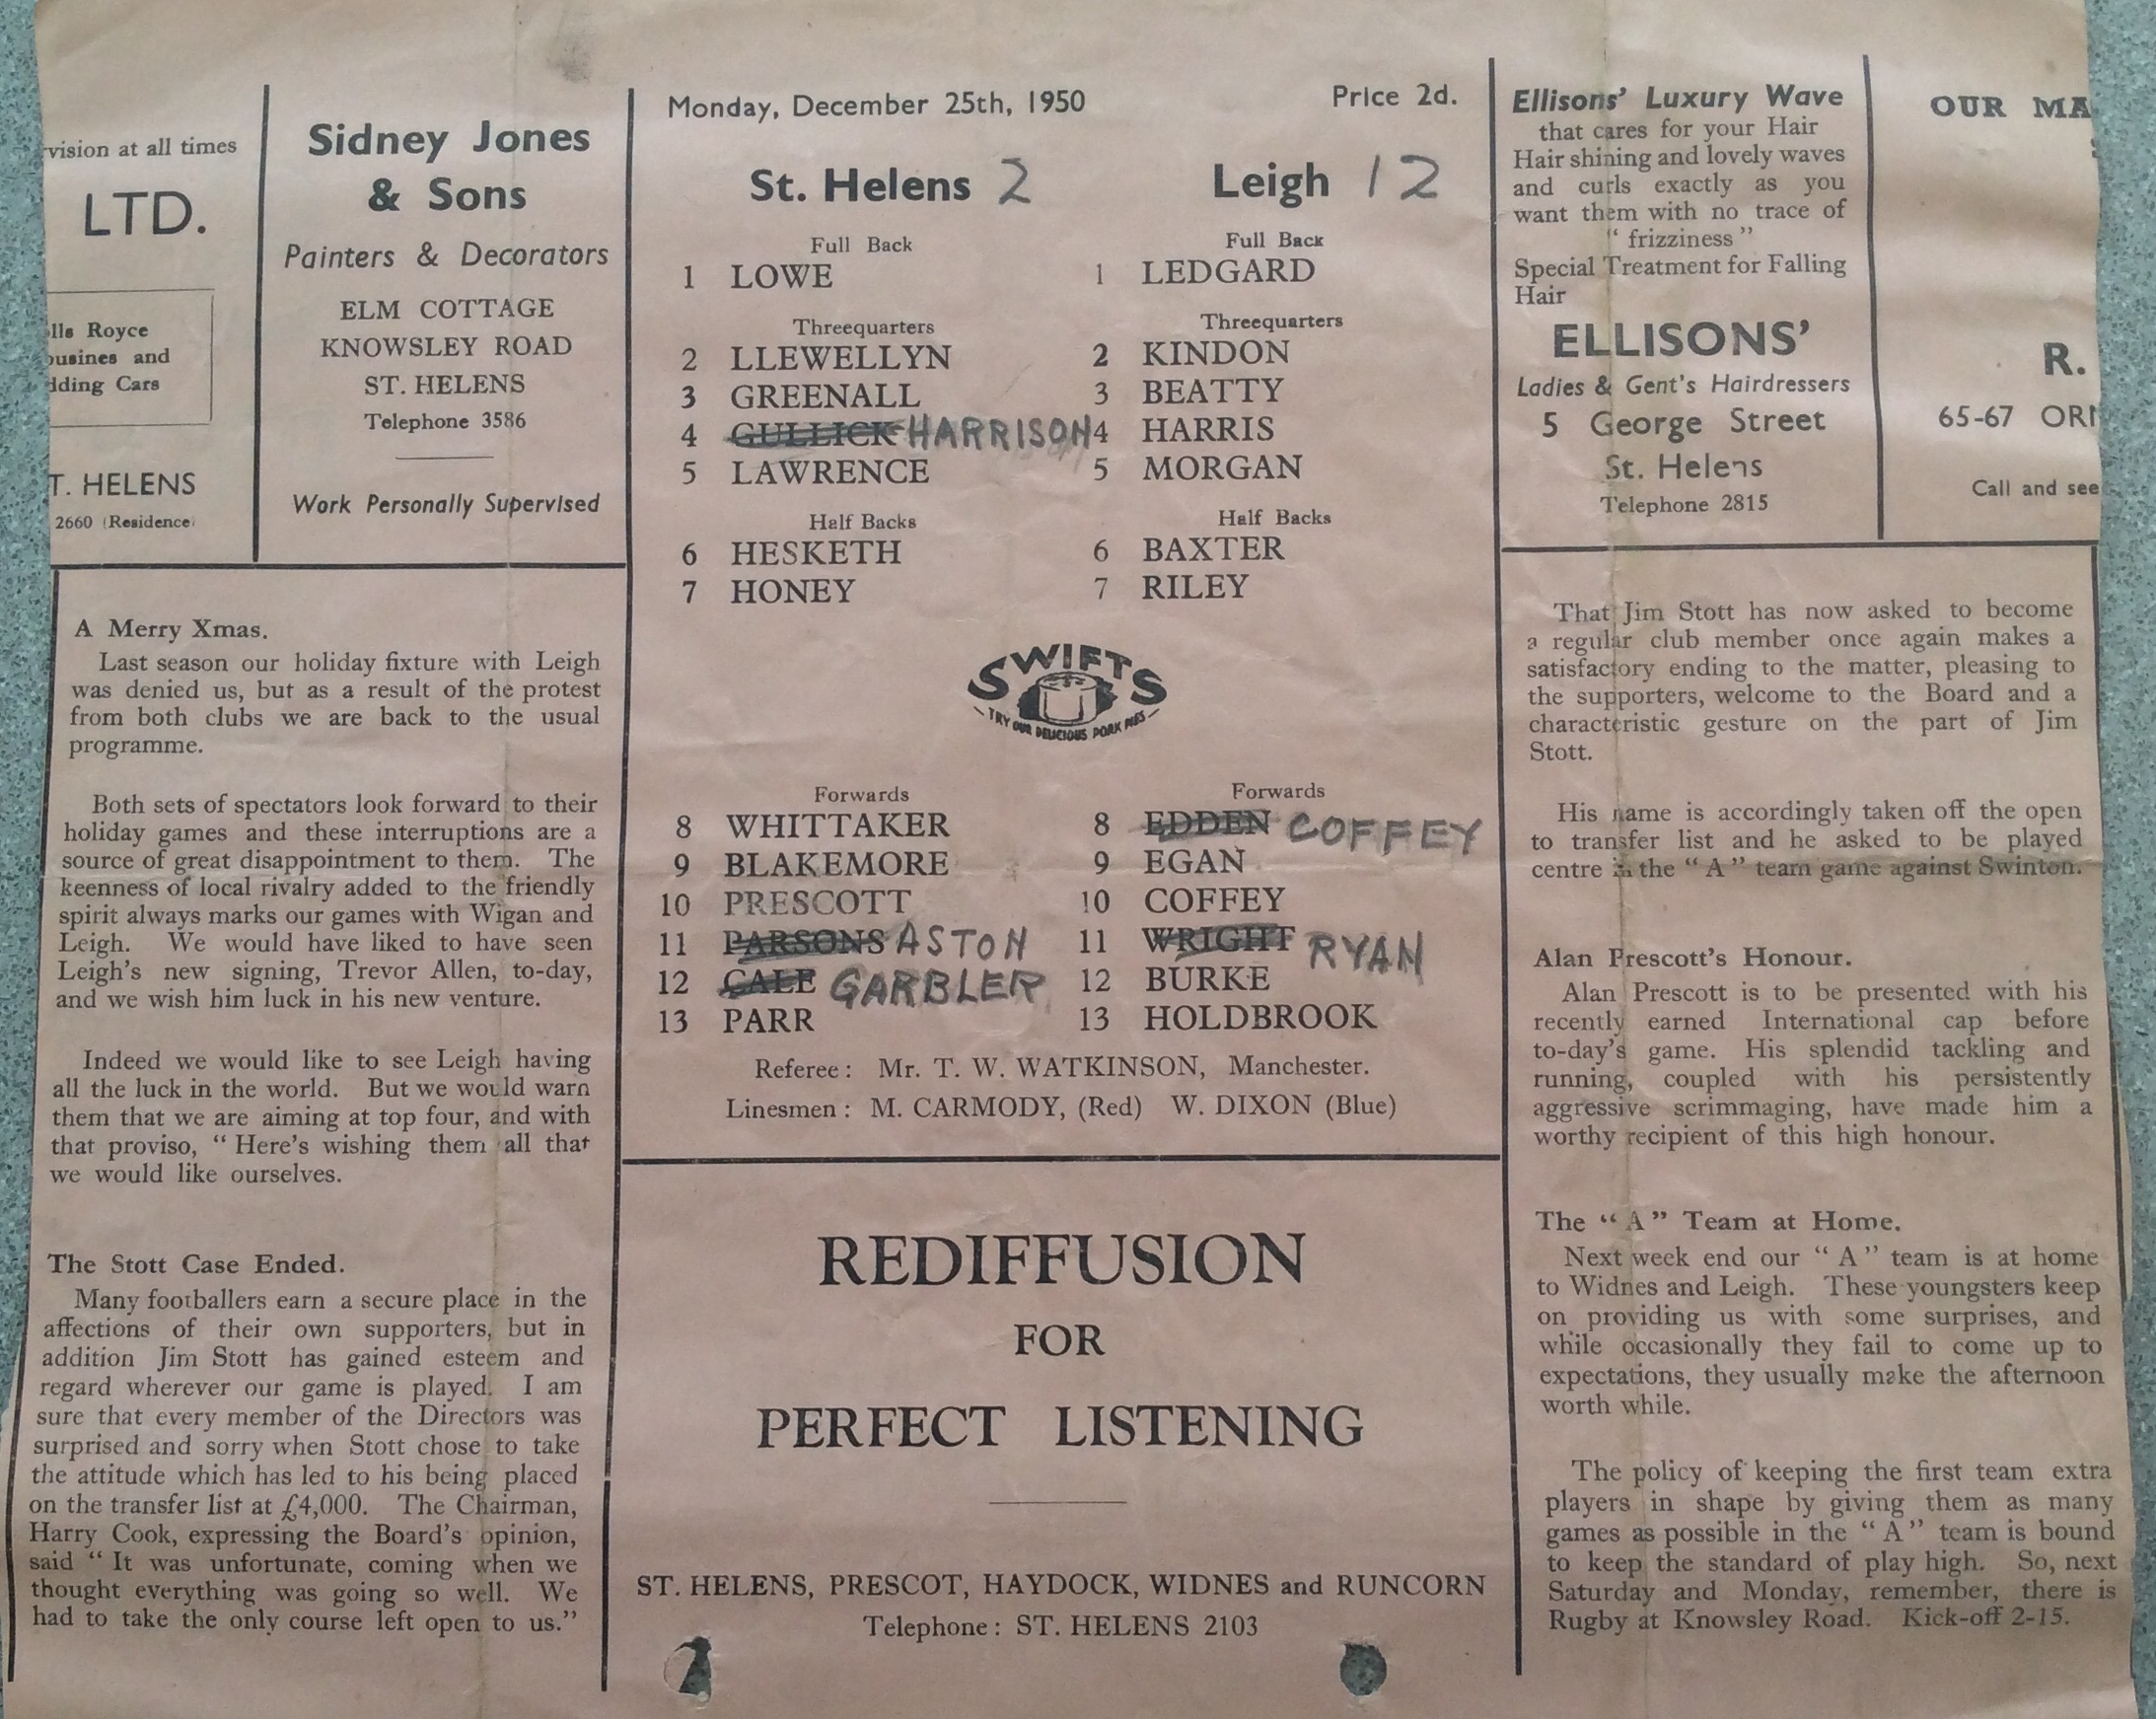 vision at all times
LTD.
lls Royce
ousines and
dding Cars
T. HELENS
2660 (Residence
Sidney Jones
& Sons
Painters & Decorators
ELM COTTAGE
KNOWSLEY ROAD
ST. HELENS
Telephone 3586
Work Personally Supervised
A Merry Xmas.
Last season our holiday fixture with Leigh
was denied us, but as a result of the protest
from both clubs we are back to the usual
programme.
Both sets of spectators look forward to their
holiday games and these interruptions are a
source of great disappointment to them. The
keenness of local rivalry added to the friendly
spirit always marks our games with Wigan and
Leigh. We would have liked to have seen
Leigh's new signing, Trevor Allen, to-day,
and we wish him luck in his new venture.
Indeed we would like to see Leigh having
all the luck in the world. But we would warn
them that we are aiming at top four, and with
that proviso, "Here's wishing them all that
we would like ourselves.
The Stott Case Ended.
Many footballers earn a secure place in the
affections of their own supporters, but in
addition Jim Stott has gained esteem and
regard wherever our game is played. I am
sure that every member of the Directors was
surprised and sorry when Stott chose to take
the attitude which has led to his being placed
on the transfer list at £4,000. The Chairman,
Harry Cook, expressing the Board's opinion,
said "It was unfortunate, coming when we
thought everything was going so well. We
had to take the only course left open to us."
Monday, December 25th, 1950 Price 2d.
St. Helens 2 Leigh 12
Full Back Full Back
1 LOWE 1 LEDGARD
Threequarters Threequarters
2 LLEWELLYN 2 KINDON
3 GREENALL 3 BEATTY
4 GULLICK HARRISON 4 HARRIS
5 LAWRENCE 5 MORGAN
Half Backs Half Backs
6 HESKETH 6 BAXTER
7 HONEY 7 RILEY
SWIFTS
TRY OUR DELICIOUS PORK PIES
Forwards Forwards
8 WHITTAKER 8 EDDEN COFFEY
9 BLAKEMORE 9 EGAN
10 PRESCOTT 10 COFFEY
11 PARSONS ASTON 11 WRIGHT RYAN
12 CALE GARBLER 12 BURKE
13 PARR 13 HOLDBROOK
Referee: Mr. T. W. WATKINSON, Manchester.
Linesmen: M. CARMODY, (Red) W. DIXON (Blue)
REDIFFUSION
FOR
PERFECT LISTENING
ST. HELENS, PRESCOT, HAYDOCK, WIDNES and RUNCORN
Telephone: ST. HELENS 2103
Ellisons' Luxury Wave
that cares for your Hair
Hair shining and lovely waves
and curls exactly as you
want them with no trace of
"frizziness"
Special Treatment for Falling
Hair
ELLISONS'
Ladies & Gent's Hairdressers
5 George Street
St. Helens
Telephone 2815
OUR MA
R.
65-67 OR
Call and see
That Jim Stott has now asked to become
a regular club member once again makes a
satisfactory ending to the matter, pleasing to
the supporters, welcome to the Board and a
characteristic gesture on the part of Jim
Stott.
His name is accordingly taken off the open
to transfer list and he asked to be played
centre in the "A" team game against Swinton.
Alan Prescott's Honour.
Alan Prescott is to be presented with his
recently earned International cap before
to-day's game. His splendid tackling and
running, coupled with his persistently
aggressive scrimmaging, have made him a
worthy recipient of this high honour.
The "A" Team at Home.
Next week end our "A" team is at home
to Widnes and Leigh. These youngsters keep
on providing us with some surprises, and
while occasionally they fail to come up to
expectations, they usually make the afternoon
worth while.
The policy of keeping the first team extra
players in shape by giving them as many
games as possible in the "A" team is bound
to keep the standard of play high. So, next
Saturday and Monday, remember, there is
Rugby at Knowsley Road. Kick-off 2-15.